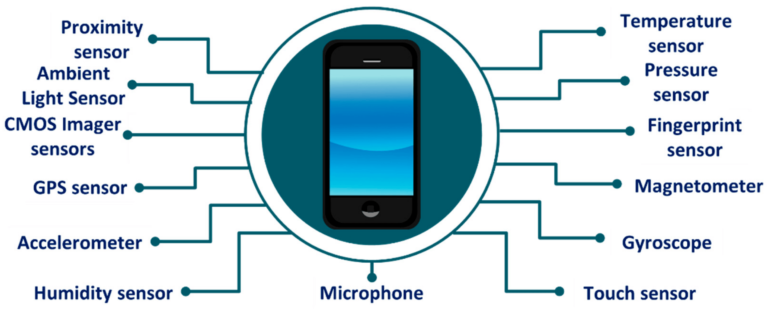 Proximity
sensor
Ambient
Light Sensor
CMOS Imager
sensors
GPS sensor
Accelerometer
Humidity sensor
Microphone
Temperature
sensor
Pressure
sensor
Fingerprint
sensor
Magnetometer
Gyroscope
Touch sensor